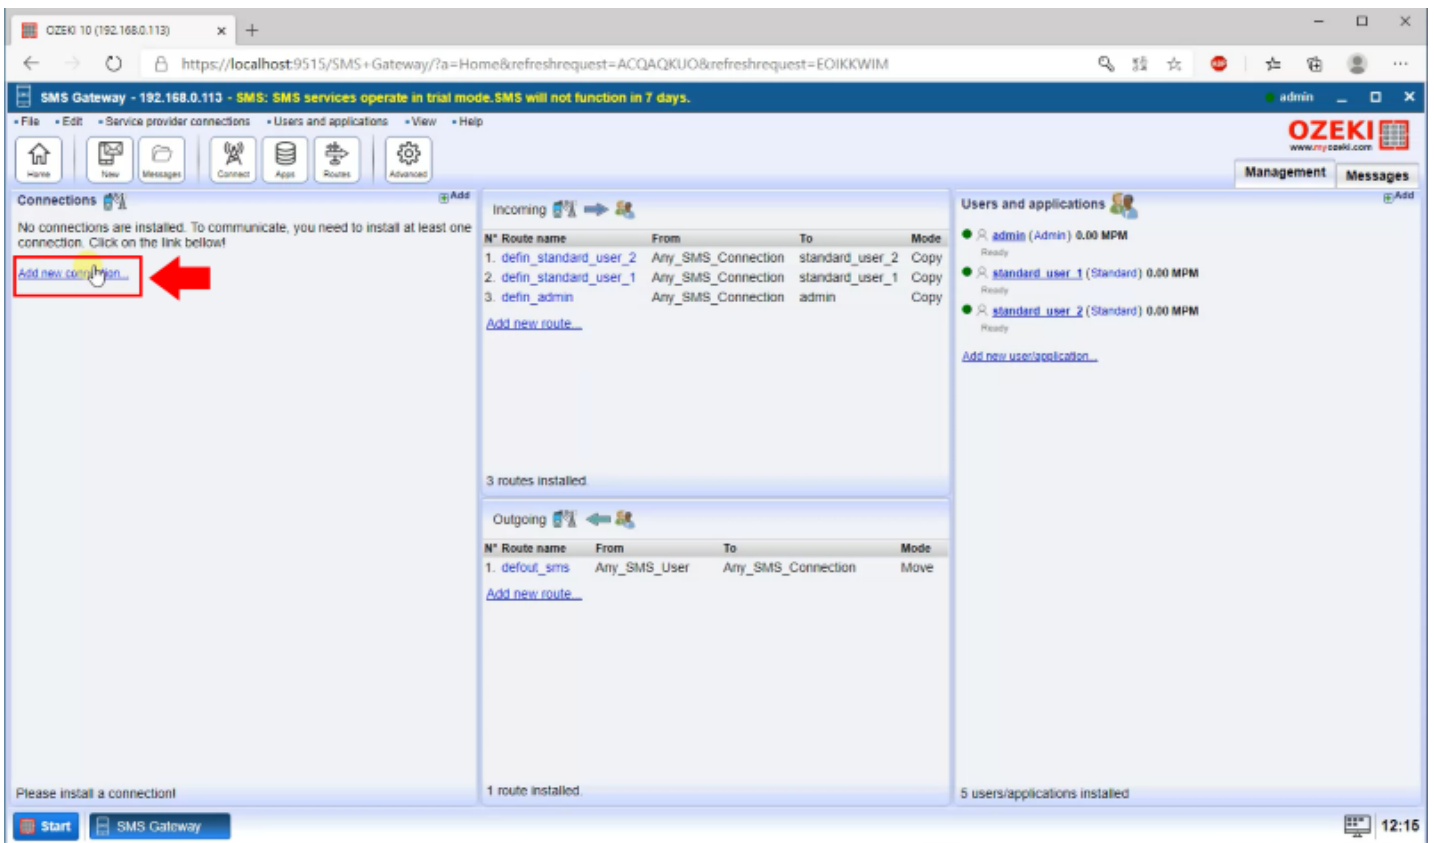 OZEKI 10 (192.168.0.113)
https://localhost:9515/SMS+Gateway/?a=Home&refreshrequest=ACQAQKUO&refreshrequest=EOIKKWIM
SMS Gateway - 192.168.0.113 - SMS: SMS services operate in trial mode.SMS will not function in 7 days.
admin
File Edit Service provider connections Users and applications View Help
OZEKI
www.myozeki.com
Home New Messages Connect Apps Routes Advanced
Management Messages
Connections Add
No connections are installed. To communicate, you need to install at least one
connection. Click on the link bellow!
Add new connection...
Please install a connection!
Incoming
N° Route name From To Mode
1. defin_standard_user_2 Any_SMS_Connection standard_user_2 Copy
2. defin_standard_user_1 Any_SMS_Connection standard_user_1 Copy
3. defin_admin Any_SMS_Connection admin Copy
Add new route...
3 routes installed
Outgoing
N° Route name From To Mode
1. defout_sms Any_SMS_User Any_SMS_Connection Move
Add new route...
1 route installed
Users and applications Add
admin (Admin) 0.00 MPM
Ready
standard_user_1 (Standard) 0.00 MPM
Ready
standard_user_2 (Standard) 0.00 MPM
Ready
Add new user/application...
5 users/applications installed
Start SMS Gateway 12:15